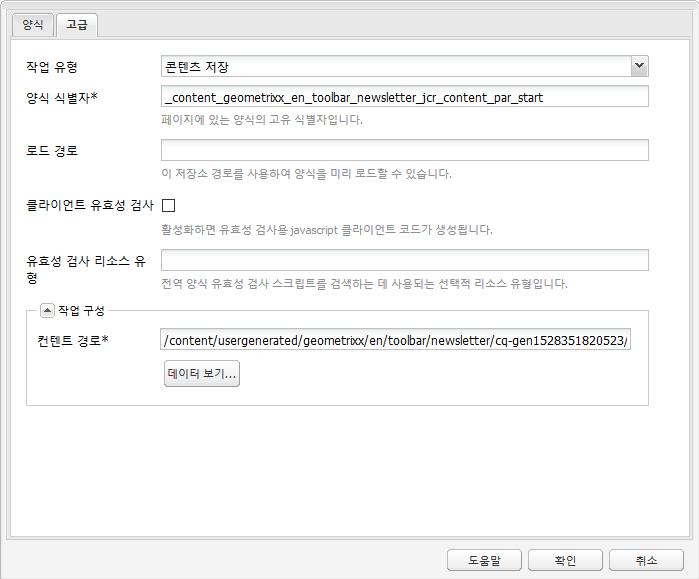 양식 고급
작업 유형 콘텐츠 저장
양식 식별자* _content_geometrixx_en_toolbar_newsletter_jcr_content_par_start
페이지에 있는 양식의 고유 식별자입니다.
로드 경로
이 저장소 경로를 사용하여 양식을 미리 로드할 수 있습니다.
클라이언트 유효성 검사
활성화하면 유효성 검사용 javascript 클라이언트 코드가 생성됩니다.
유효성 검사 리소스 유
형
전역 양식 유효성 검사 스크립트를 검색하는 데 사용되는 선택적 리소스 유형입니다.
작업 구성
컨텐트 경로* /content/usergenerated/geometrixx/en/toolbar/newsletter/cq-gen1528351820523/
데이터 보기...
도움말 확인 취소